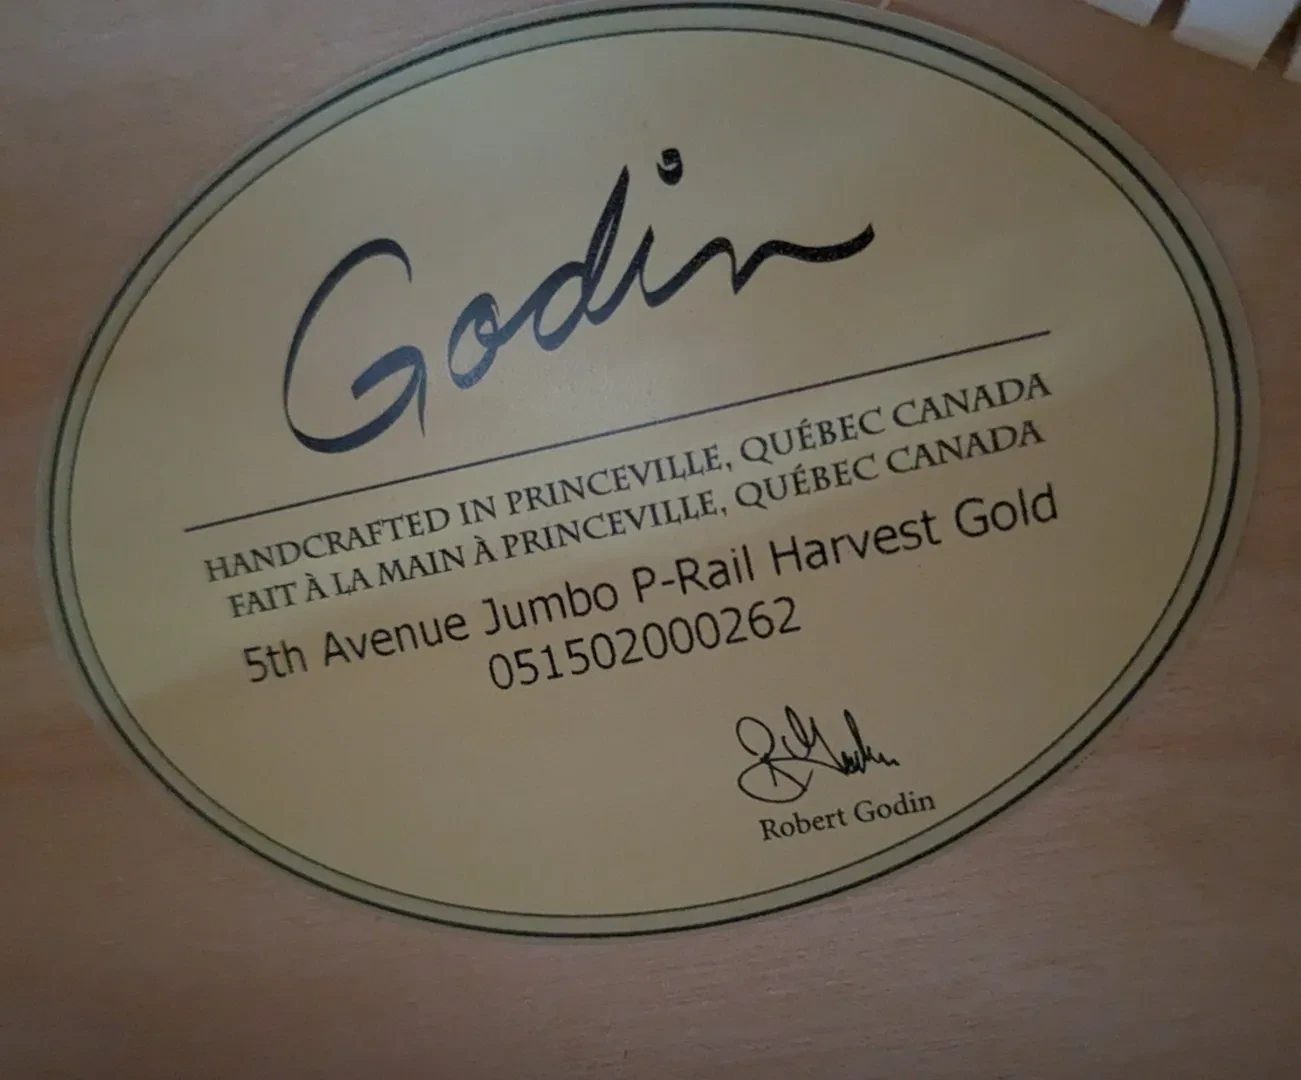 Godin
HANDCRAFTED IN PRINCEVILLE, QUÉBEC CANADA
FAIT À LA MAIN À PRINCEVILLE, QUÉBEC CANADA
5th Avenue Jumbo P-Rail Harvest Gold
051502000262
R Godin
Robert Godin